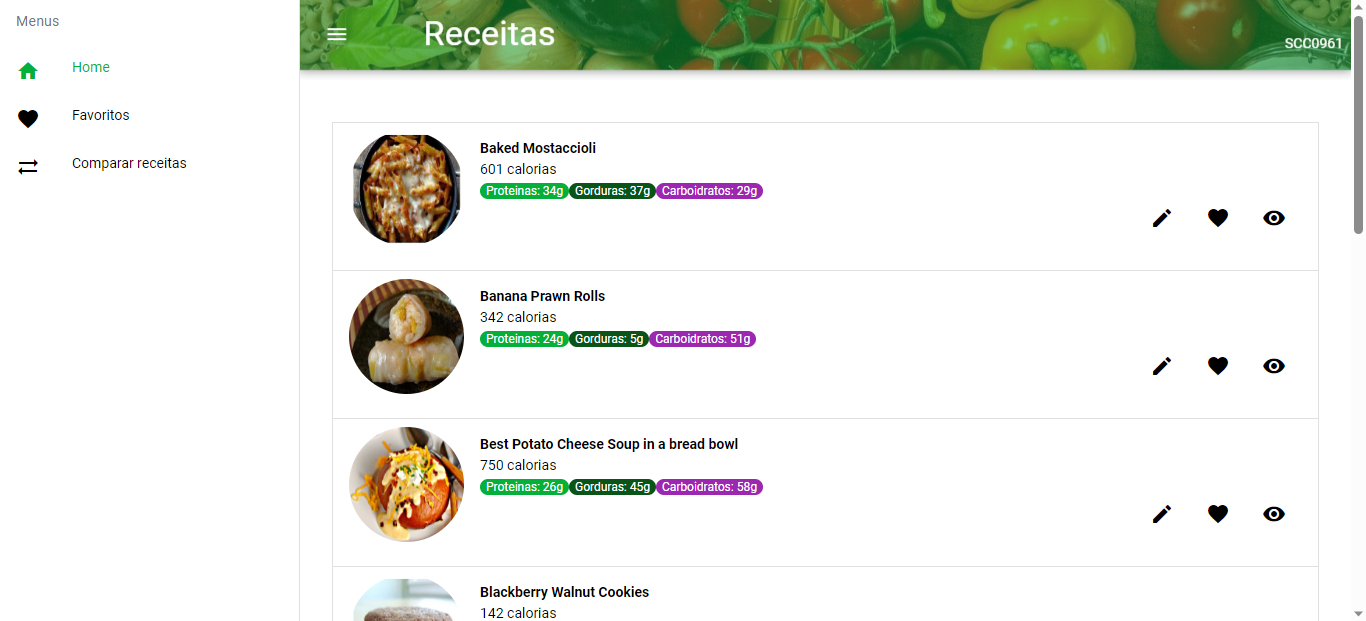 Menus
Home
Favoritos
Comparar receitas
Receitas
SCC0961
Baked Mostaccioli
601 calorias
Proteinas: 34g Gorduras: 37g Carboidratos: 29g
Banana Prawn Rolls
342 calorias
Proteinas: 24g Gorduras: 5g Carboidratos: 51g
Best Potato Cheese Soup in a bread bowl
750 calorias
Proteinas: 26g Gorduras: 45g Carboidratos: 58g
Blackberry Walnut Cookies
142 calorias